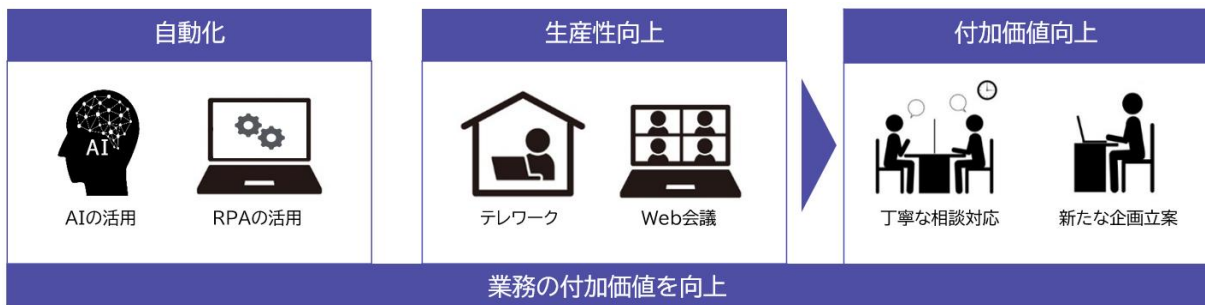 自動化
AI
AIの活用
RPAの活用
生産性向上
テレワーク
Web会議
付加価値向上
丁寧な相談対応
新たな企画立案
業務の付加価値を向上